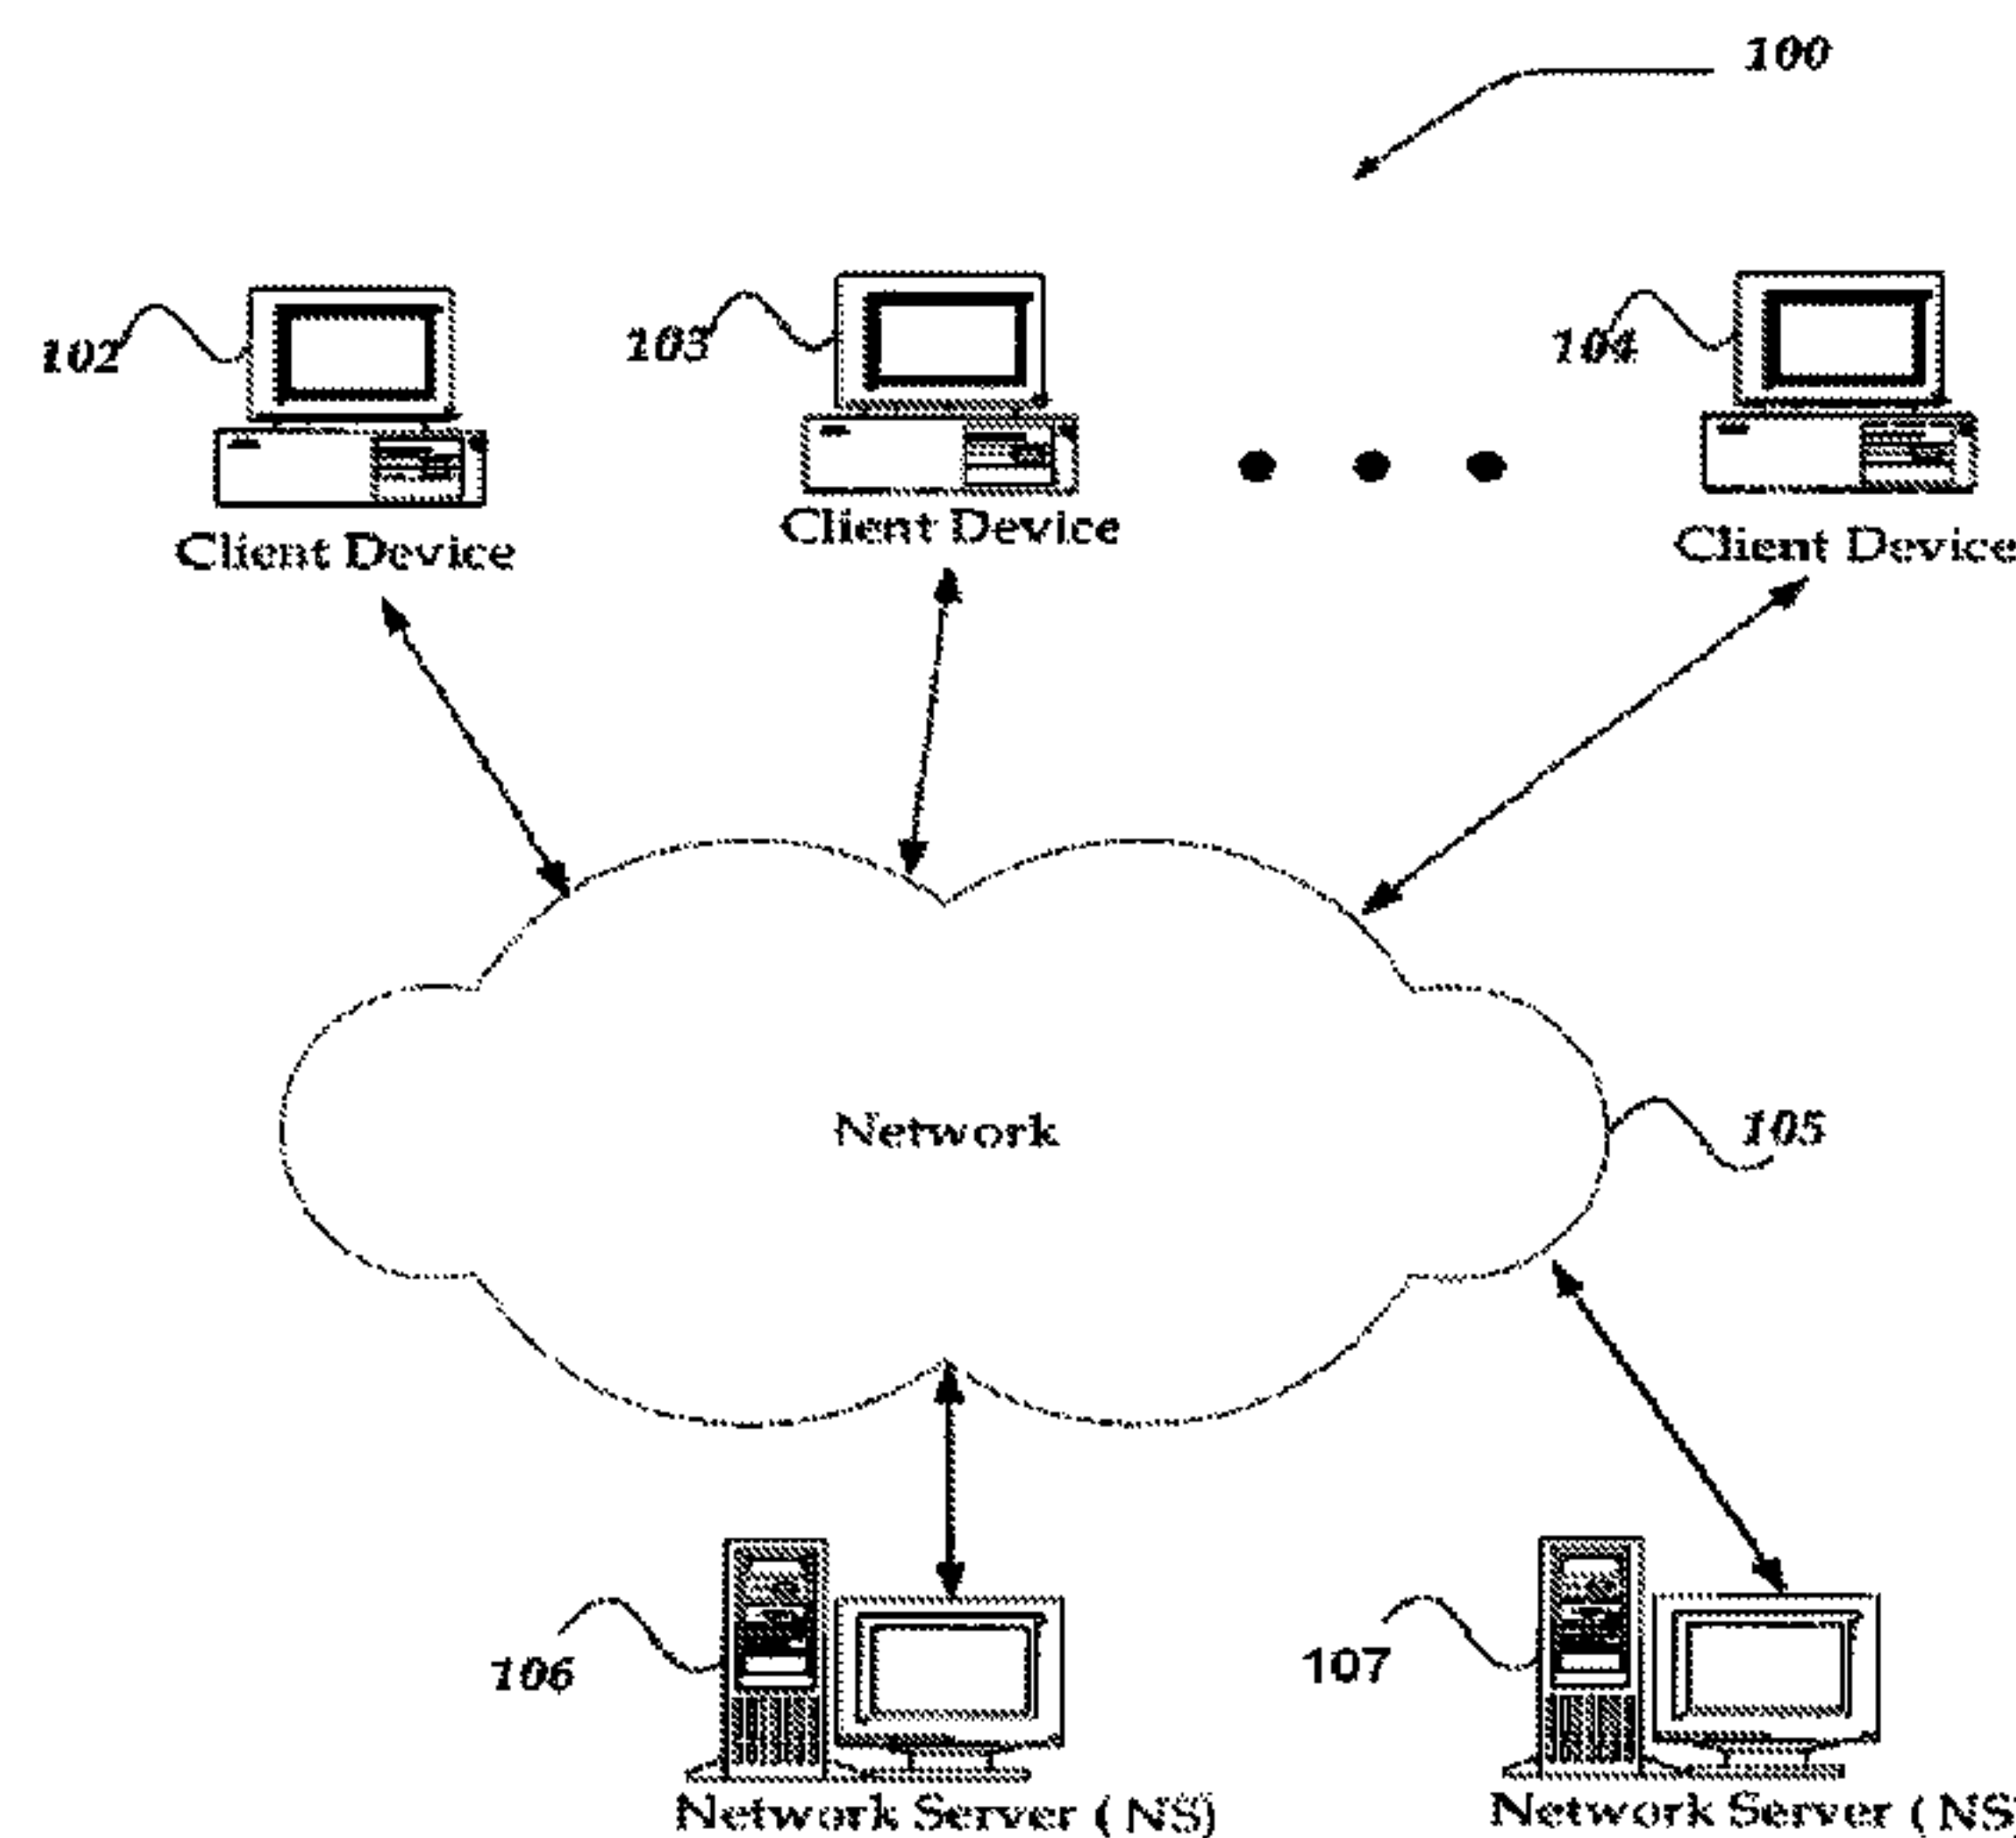 100
102
103
104
Client Device
Client Device
Client Device
Network
105
106
107
Network Server ( NS)
Network Server ( NS